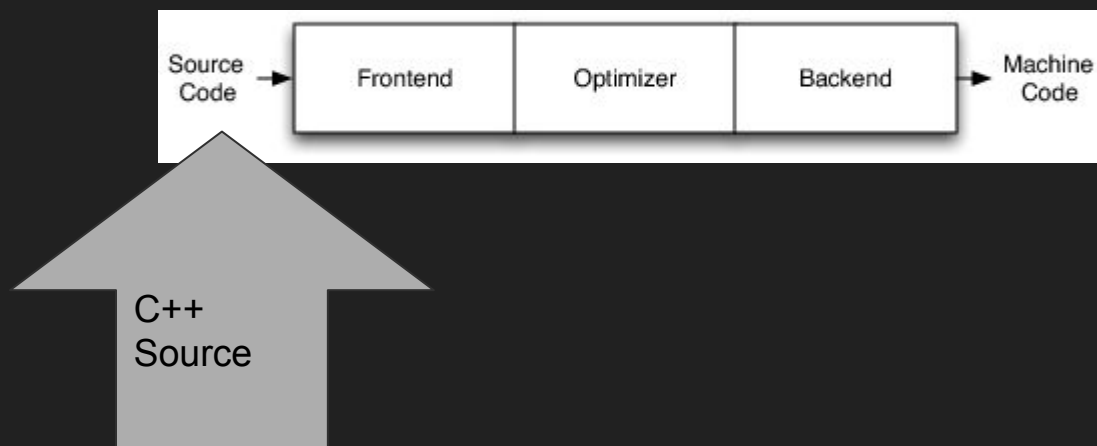 Source
Code
Frontend
Optimizer
Backend
Machine
Code
C++
Source